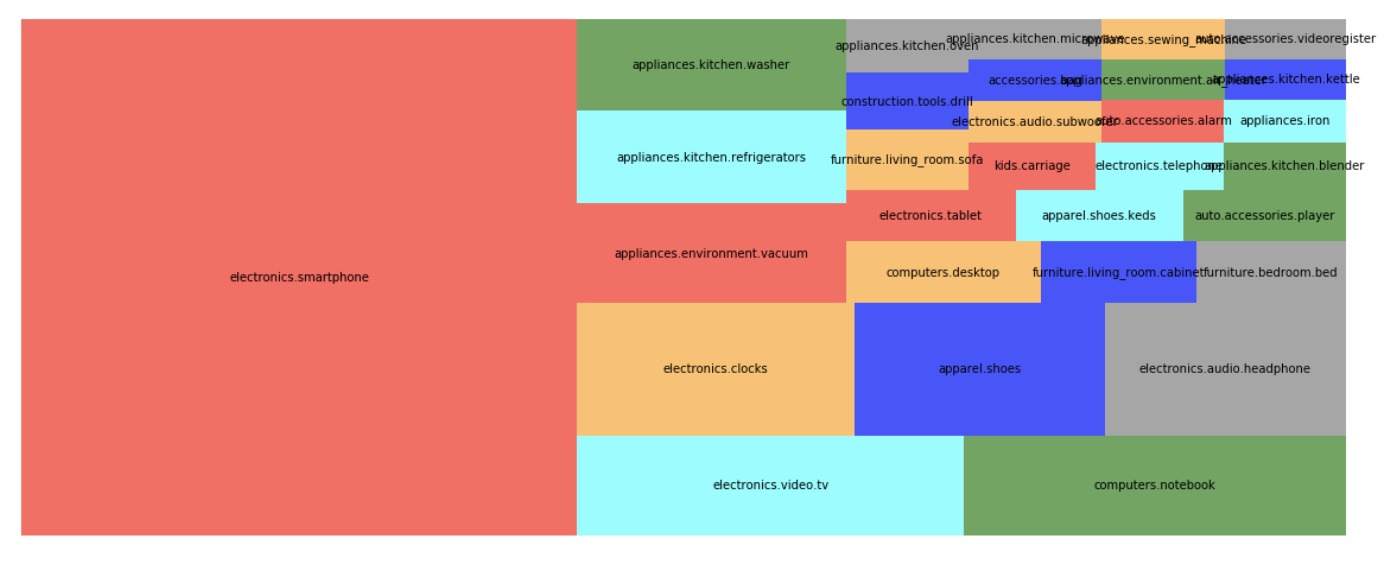 appliances.kitchen.oven
appliances.kitchen.microwave
appliances.sewing_machine
auto.accessories.videoregister
appliances.kitchen.washer
accessories.bag
appliances.environment.air_heater
appliances.kitchen.kettle
construction.tools.drill
electronics.audio.subwoofer
auto.accessories.alarm
appliances.iron
appliances.kitchen.refrigerators
furniture.living_room.sofa
kids.carriage
electronics.telephone
appliances.kitchen.blender
electronics.tablet
apparel.shoes.keds
auto.accessories.player
appliances.environment.vacuum
electronics.smartphone
computers.desktop
furniture.living_room.cabinet
furniture.bedroom.bed
electronics.clocks
apparel.shoes
electronics.audio.headphone
electronics.video.tv
computers.notebook